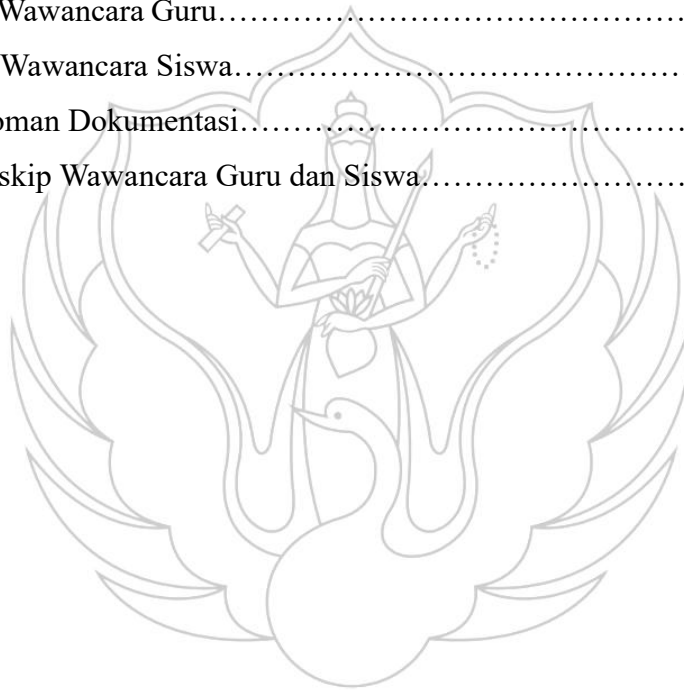 Wawancara Guru……………………………………………
Wawancara Siswa……………………………………………
oman Dokumentasi……………………………………………
skip Wawancara Guru dan Siswa…………………………